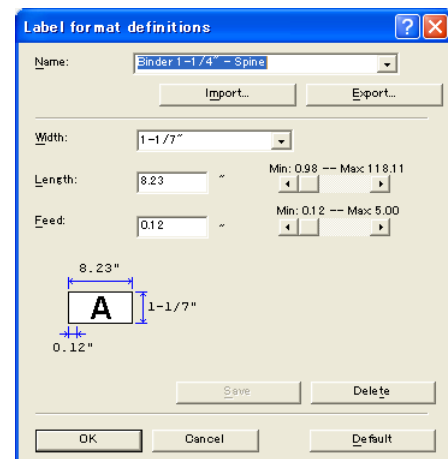 Label format definitions
Name: Binder 1-1/4" - Spine
Import... Export...
Width: 1-1/7"
Min: 0.98 -- Max: 118.11
Length: 8.23 "
Min: 0.12 -- Max: 5.00
Feed: 0.12 "
8.23"
A 1-1/7"
0.12"
Save Delete
OK Cancel Default